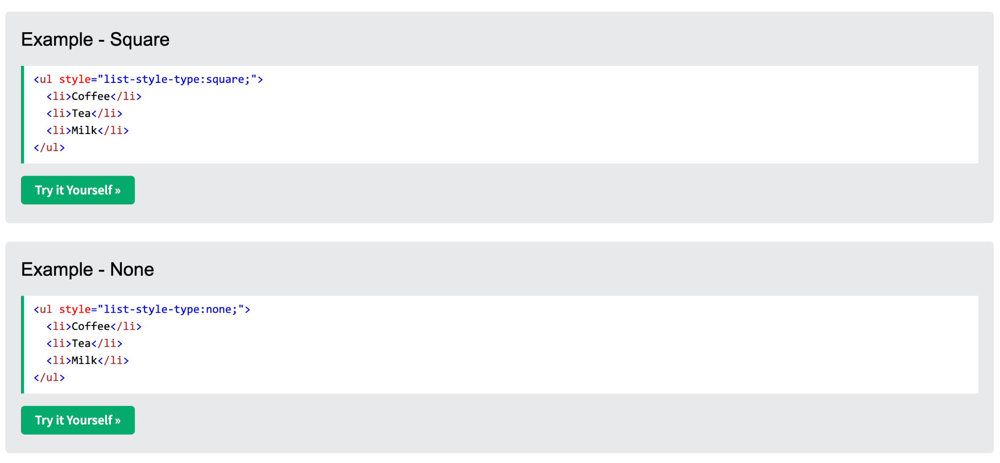 Example - Square
<ul style="list-style-type:square;">
  <li>Coffee</li>
  <li>Tea</li>
  <li>Milk</li>
</ul>
Try it Yourself »
Example - None
<ul style="list-style-type:none;">
  <li>Coffee</li>
  <li>Tea</li>
  <li>Milk</li>
</ul>
Try it Yourself »